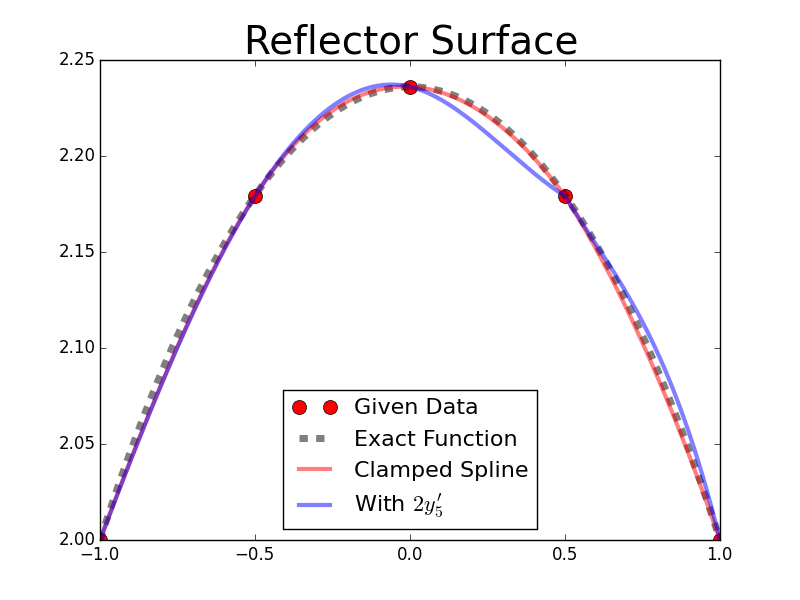 Reflector Surface
2.25
2.20
2.15
2.10
2.05
2.00
−1.0
−0.5
0.0
0.5
1.0
Given Data
Exact Function
Clamped Spline
With 2y′₅